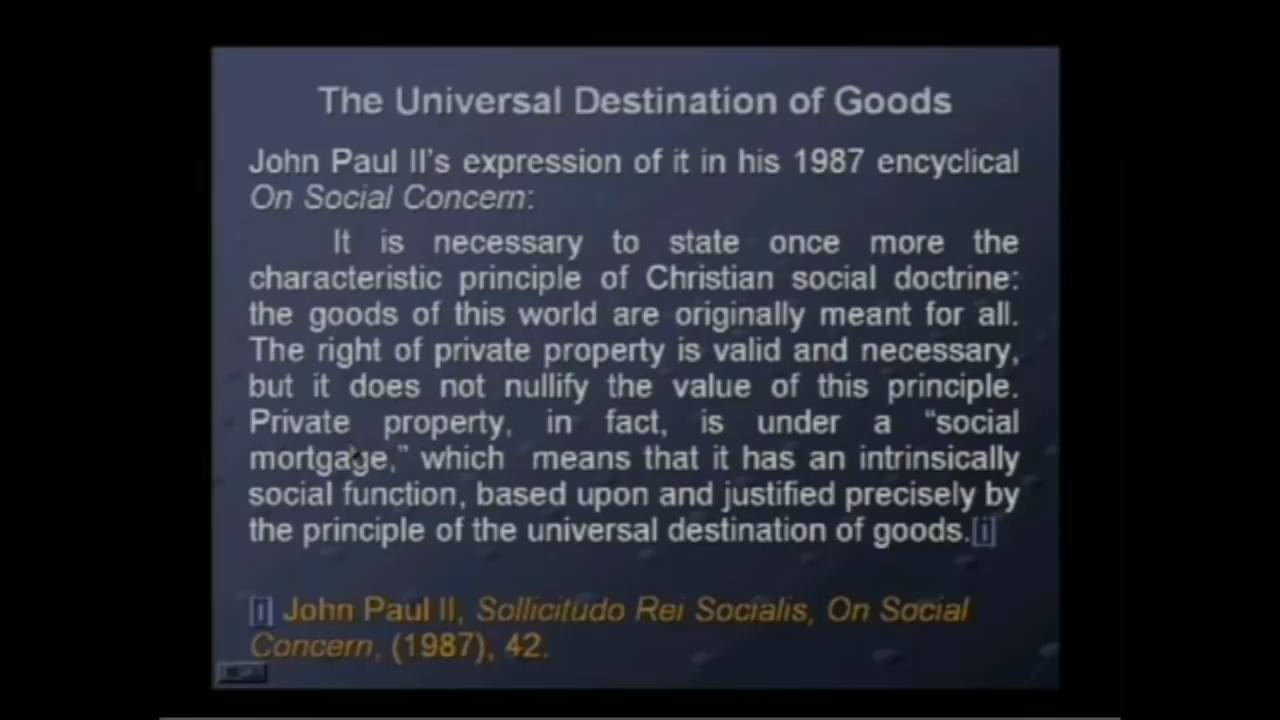 The Universal Destination of Goods
John Paul II's expression of it in his 1987 encyclical
On Social Concern:
It is necessary to state once more the
characteristic principle of Christian social doctrine:
the goods of this world are originally meant for all.
The right of private property is valid and necessary,
but it does not nullify the value of this principle.
Private property, in fact, is under a “social
mortgage,” which means that it has an intrinsically
social function, based upon and justified precisely by
the principle of the universal destination of goods.[i]
[i] John Paul II, Sollicitudo Rei Socialis, On Social
Concern, (1987), 42.